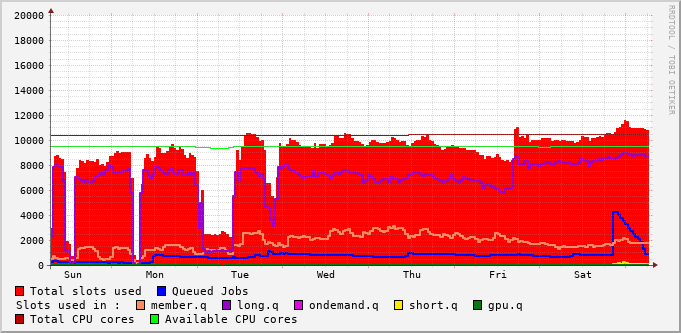 20000
18000
16000
14000
12000
10000
8000
6000
4000
2000
0
Sun Mon Tue Wed Thu Fri Sat
Total slots used Queued Jobs
Slots used in : member.q long.q ondemand.q short.q gpu.q
Total CPU cores Available CPU cores
RRDTOOL / TOBI OETIKER